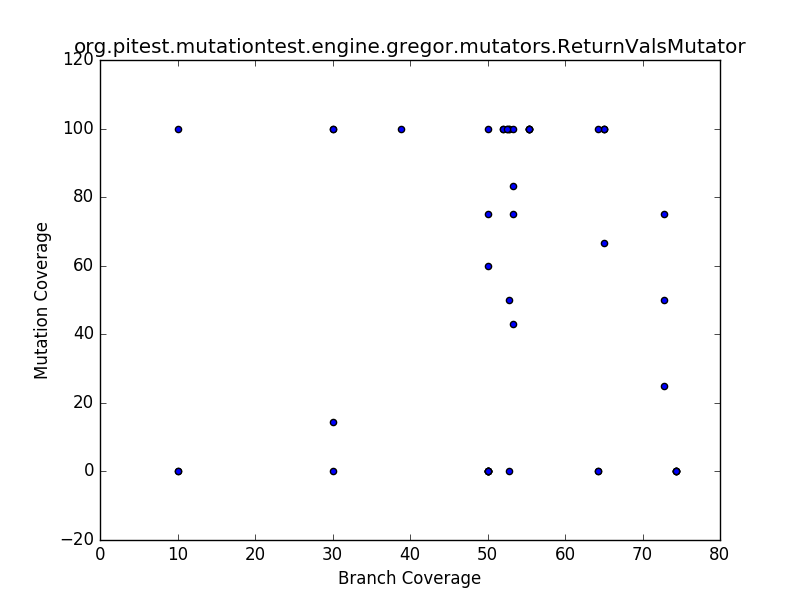 org.pitest.mutationtest.engine.gregor.mutators.ReturnValsMutator
120
100
80
60
40
20
0
−20
Mutation Coverage
0 10 20 30 40 50 60 70 80
Branch Coverage